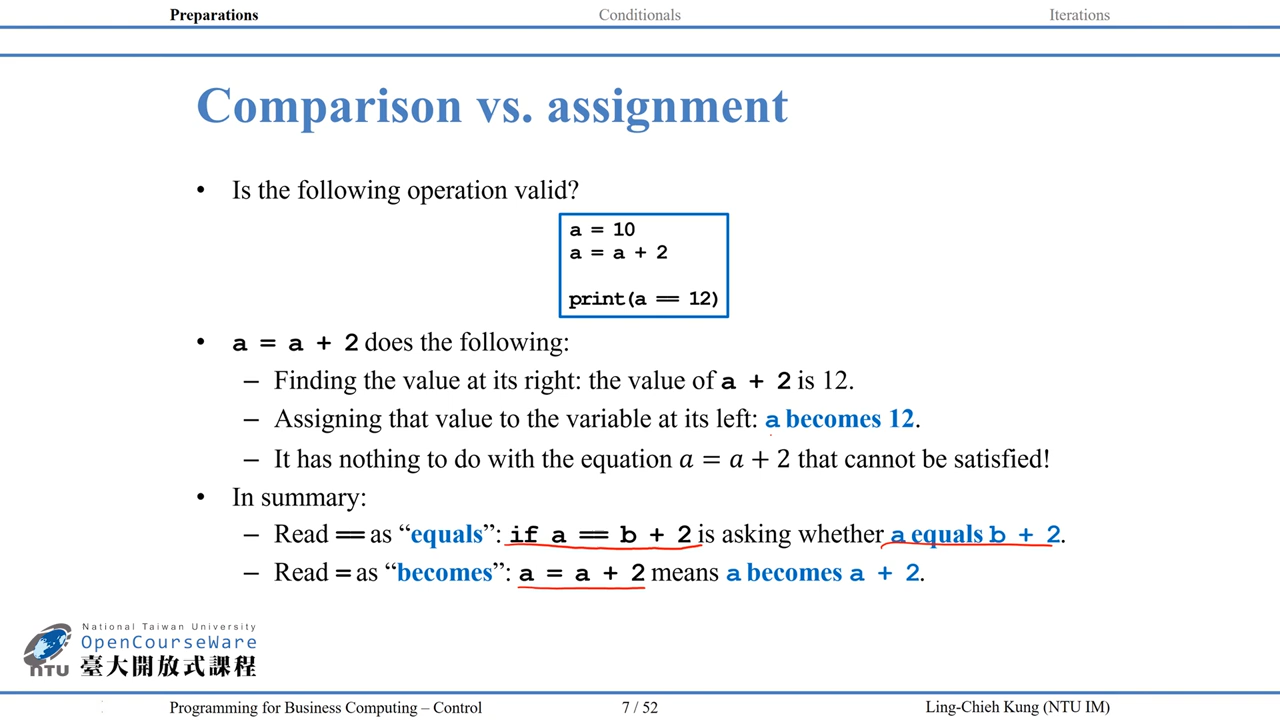 Preparations Conditionals Iterations
Comparison vs. assignment
• Is the following operation valid?
a = 10
a = a + 2
print(a == 12)
• a = a + 2 does the following:
– Finding the value at its right: the value of a + 2 is 12.
– Assigning that value to the variable at its left: a becomes 12.
– It has nothing to do with the equation a = a + 2 that cannot be satisfied!
• In summary:
– Read == as “equals”: if a == b + 2 is asking whether a equals b + 2.
– Read = as “becomes”: a = a + 2 means a becomes a + 2.
National Taiwan University
OpenCourseWare
NTU 臺大開放式課程
Programming for Business Computing – Control 7 / 52 Ling-Chieh Kung (NTU IM)